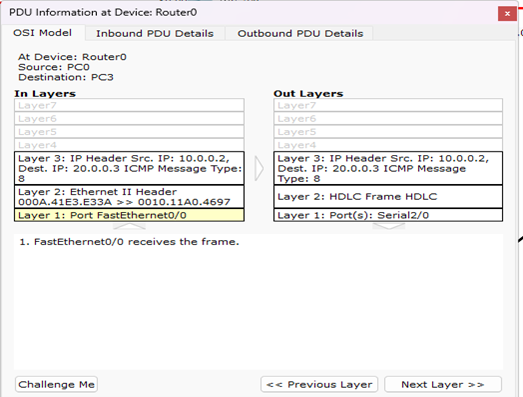 PDU Information at Device: Router0
OSI Model
Inbound PDU Details
Outbound PDU Details
At Device: Router0
Source: PC0
Destination: PC3
In Layers
Layer7
Layer6
Layer5
Layer4
Layer 3: IP Header Src. IP: 10.0.0.2,
Dest. IP: 20.0.0.3 ICMP Message Type:
8
Layer 2: Ethernet II Header
000A.41E3.E33A >> 0010.11A0.4697
Layer 1: Port FastEthernet0/0
Out Layers
Layer7
Layer6
Layer5
Layer4
Layer 3: IP Header Src. IP: 10.0.0.2,
Dest. IP: 20.0.0.3 ICMP Message
Type: 8
Layer 2: HDLC Frame HDLC
Layer 1: Port(s): Serial2/0
1. FastEthernet0/0 receives the frame.
Challenge Me
<< Previous Layer
Next Layer >>